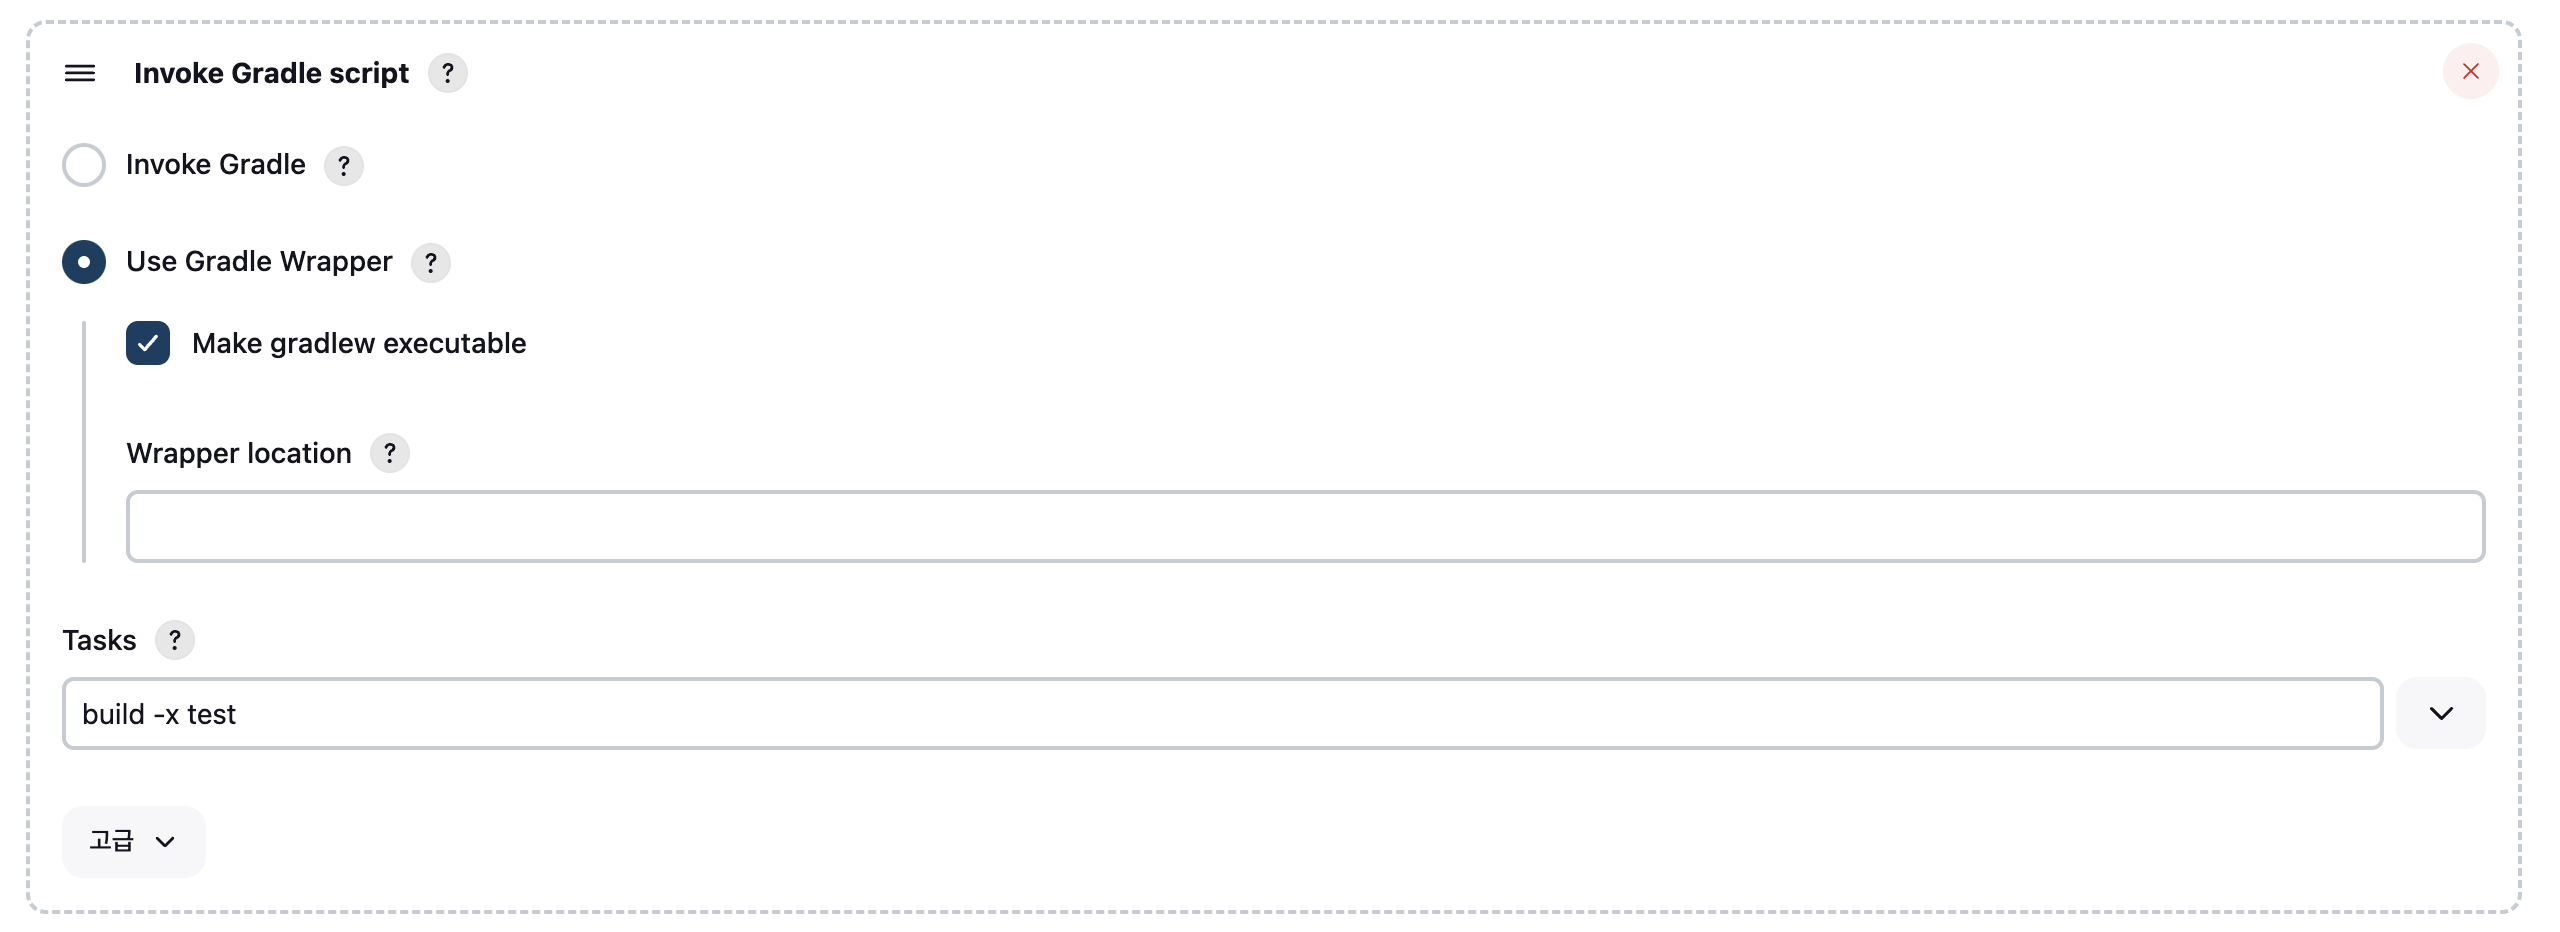 Invoke Gradle script ?
Invoke Gradle ?
Use Gradle Wrapper ?
Make gradlew executable
Wrapper location ?
Tasks ?
build -x test
고급